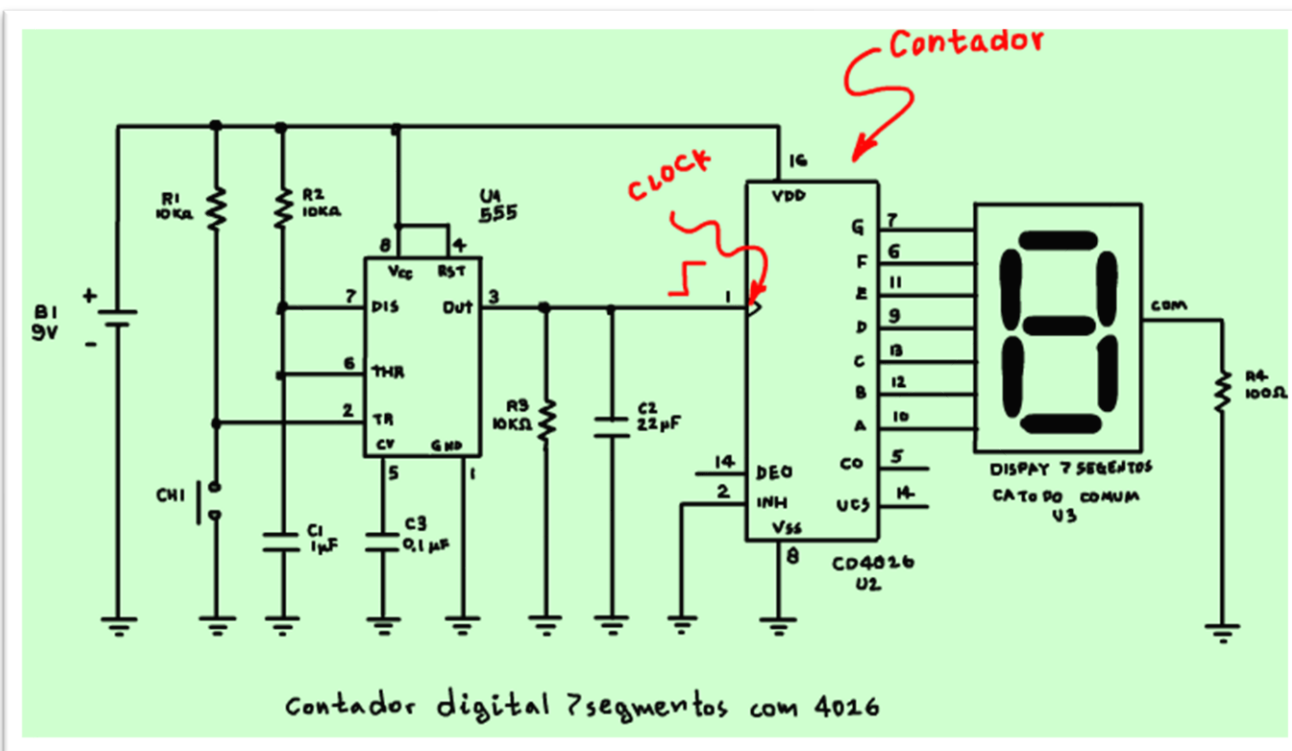 Contador
CLOCK
16
VDD
R1
10KΩ
R2
10KΩ
U1
555
8
4
Vcc
RST
7
DIS
OUT
3
6
THR
2
TR
CV
GND
5
1
B1
9V
+
-
CH1
C1
1µF
C3
0.1µF
R3
10KΩ
C2
22µF
1
G
7
F
6
E
11
D
9
C
13
B
12
A
10
CO
5
UCS
14
14
DEO
2
INH
VSS
8
CD4026
U2
COM
R4
100Ω
DISPAY 7 SEGENTOS
CATODO COMUM
U3
Contador digital 7segmentos com 4016